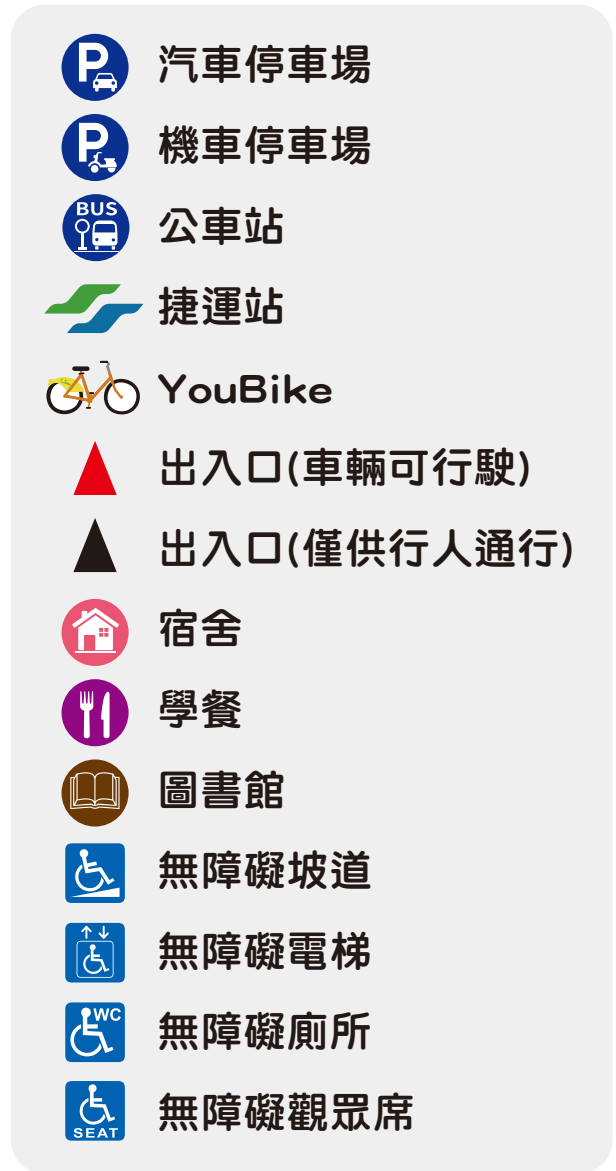 P 汽車停車場
P 機車停車場
BUS 公車站
捷運站
YouBike
出入口(車輛可行駛)
出入口(僅供行人通行)
宿舍
學餐
圖書館
無障礙坡道
無障礙電梯
WC 無障礙廁所
SEAT 無障礙觀眾席